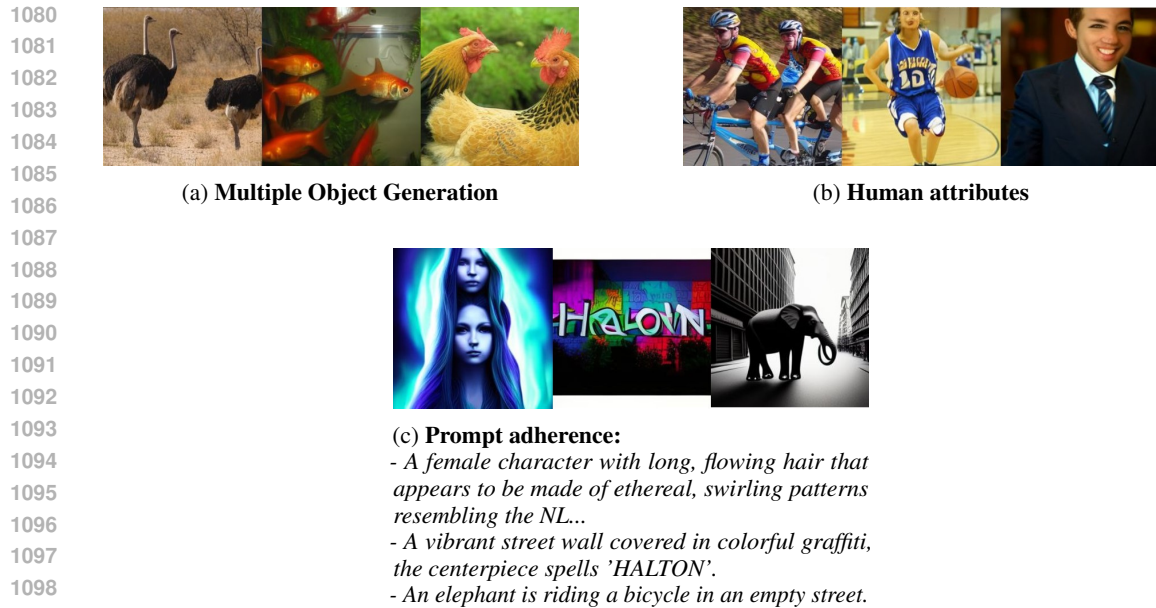 1080
1081
1082
1083
1084
1085
1086
1087
1088
1089
1090
1091
1092
1093
1094
1095
1096
1097
1098
10
(a) Multiple Object Generation
(b) Human attributes
HALOVN
(c) Prompt adherence:
- A female character with long, flowing hair that
appears to be made of ethereal, swirling patterns
resembling the NL...
- A vibrant street wall covered in colorful graffiti,
the centerpiece spells 'HALTON'.
- An elephant is riding a bicycle in an empty street.